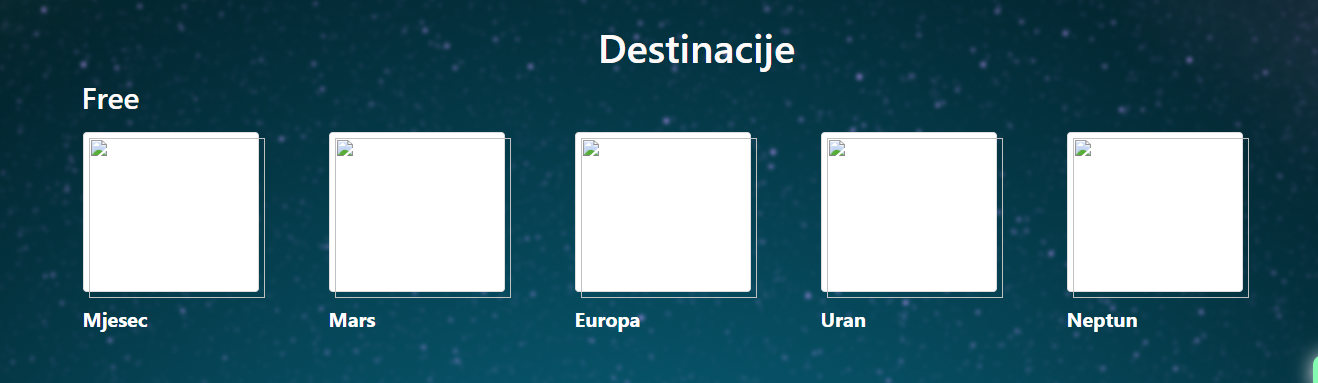 Destinacije
Free
Mjesec
Mars
Europa
Uran
Neptun